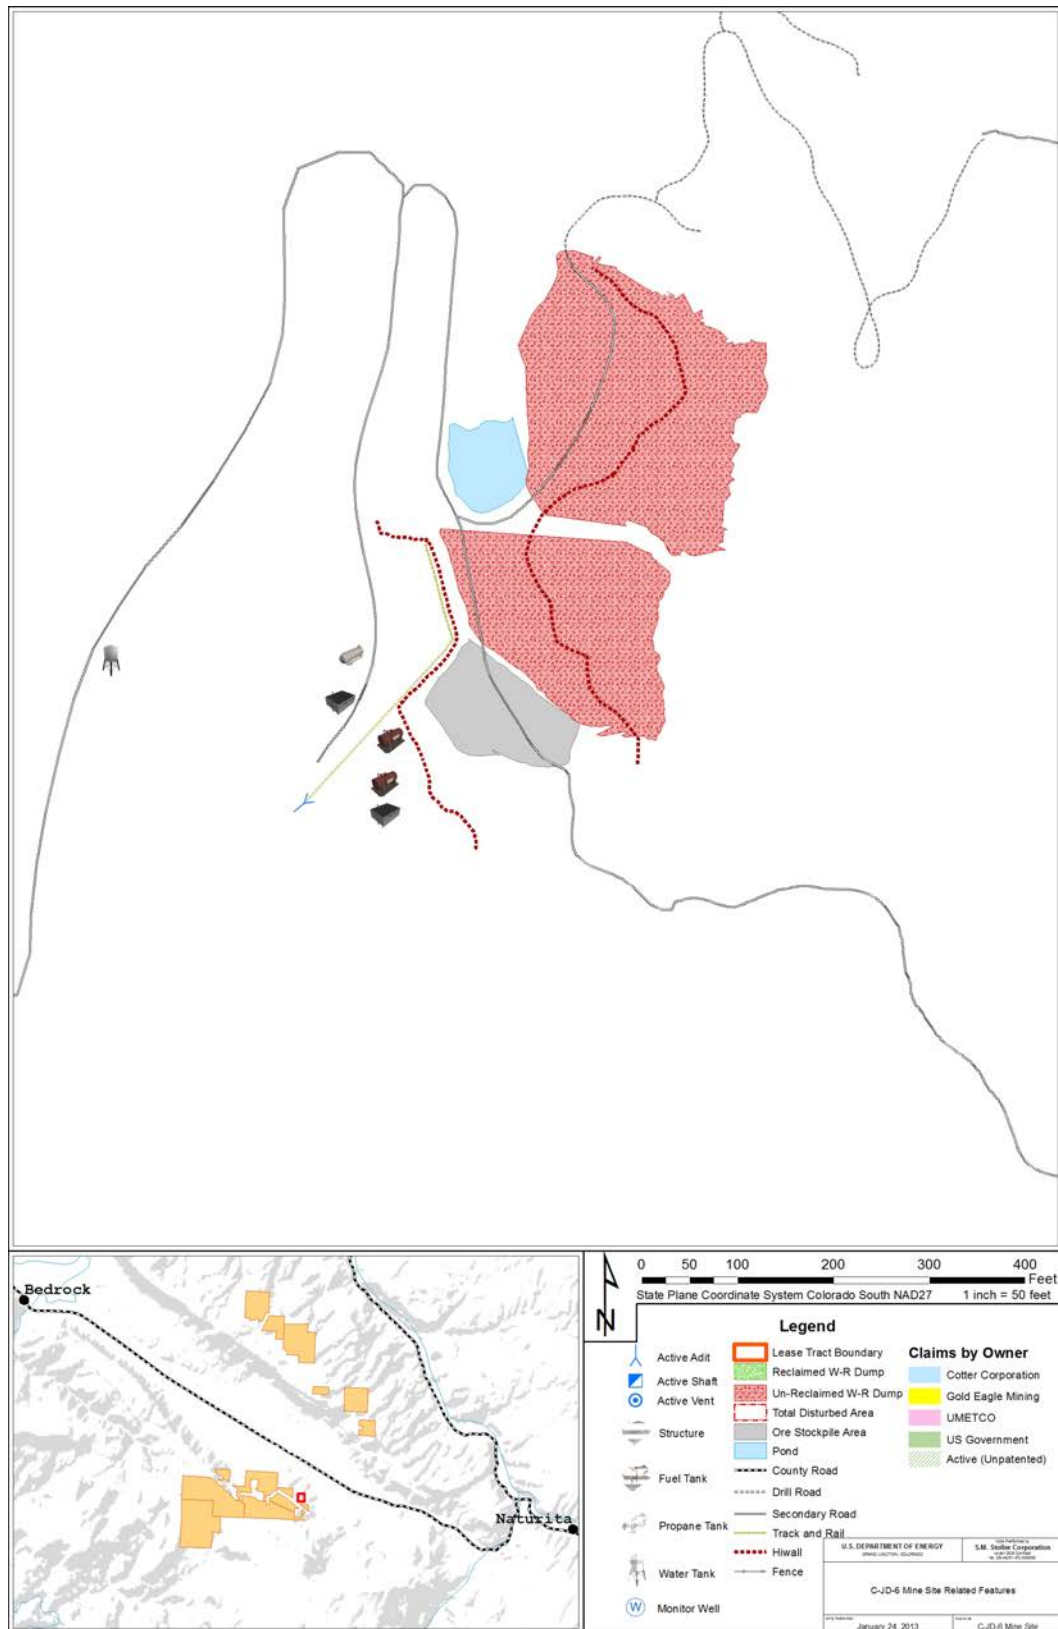 Bedrock
Naturita
N
0 50 100 200 300 400
Feet
State Plane Coordinate System Colorado South NAD27 1 inch = 50 feet
Legend
Active Adit
Active Shaft
Active Vent
Structure
Fuel Tank
Propane Tank
Water Tank
W Monitor Well
Lease Tract Boundary
Reclaimed W-R Dump
Un-Reclaimed W-R Dump
Total Disturbed Area
Ore Stockpile Area
Pond
County Road
Drill Road
Secondary Road
Track and Rail
Hiwall
Fence
Claims by Owner
Cotter Corporation
Gold Eagle Mining
UMETCO
US Government
Active (Unpatented)
U.S. DEPARTMENT OF ENERGY
GRAND JUNCTION, COLORADO
S.M. Stoller Corporation
C-JD-6 Mine Site Related Features
January 24, 2013
C-JD-6 Mine Site